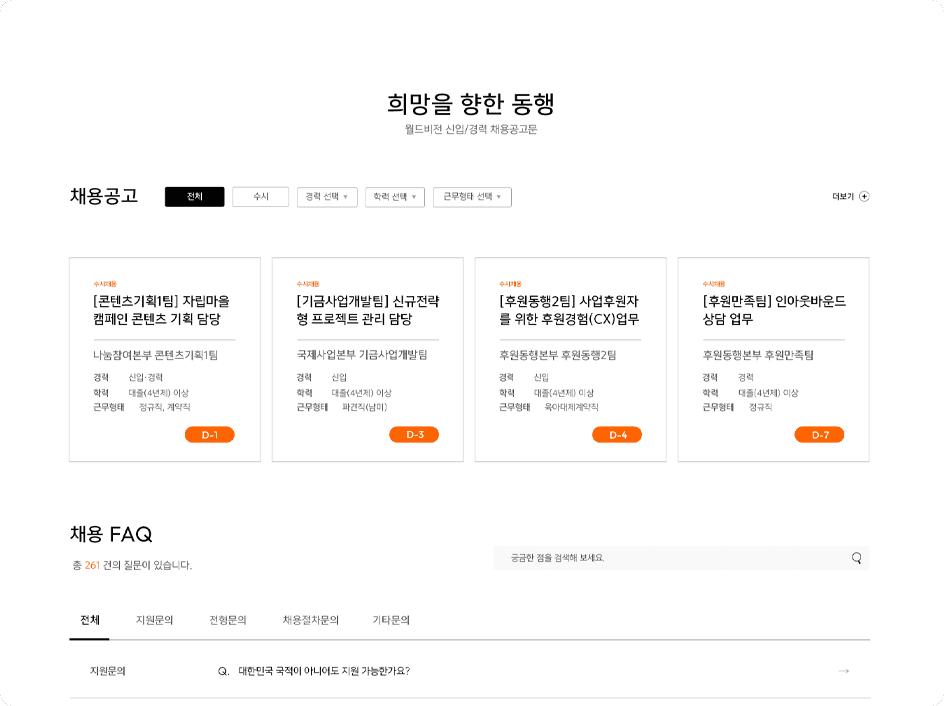 희망을 향한 동행
월드비전 신입/경력 채용공고문
채용공고
전체
수시
경력 선택 ▼
학력 선택 ▼
근무형태 선택 ▼
더보기
수시채용
[콘텐츠기획1팀] 자립마을
캠페인 콘텐츠 기획 담당
나눔참여본부 콘텐츠기획1팀
경력 신입·경력
학력 대졸(4년제) 이상
근무형태 정규직, 계약직
D-1
수시채용
[기금사업개발팀] 신규전략
형 프로젝트 관리 담당
국제사업본부 기금사업개발팀
경력 신입
학력 대졸(4년제) 이상
근무형태 파견직(남미)
D-3
수시채용
[후원동행2팀] 사업후원자
를 위한 후원경험(CX)업무
후원동행본부 후원동행2팀
경력 신입
학력 대졸(4년제) 이상
근무형태 육아대체계약직
D-4
수시채용
[후원만족팀] 인아웃바운드
상담 업무
후원동행본부 후원만족팀
경력 경력
학력 대졸(4년제) 이상
근무형태 정규직
D-7
채용 FAQ
총 261 건의 질문이 있습니다.
궁금한 점을 검색해 보세요.
전체
지원문의
전형문의
채용절차문의
기타문의
지원문의
Q. 대한민국 국적이 아니어도 지원 가능한가요?